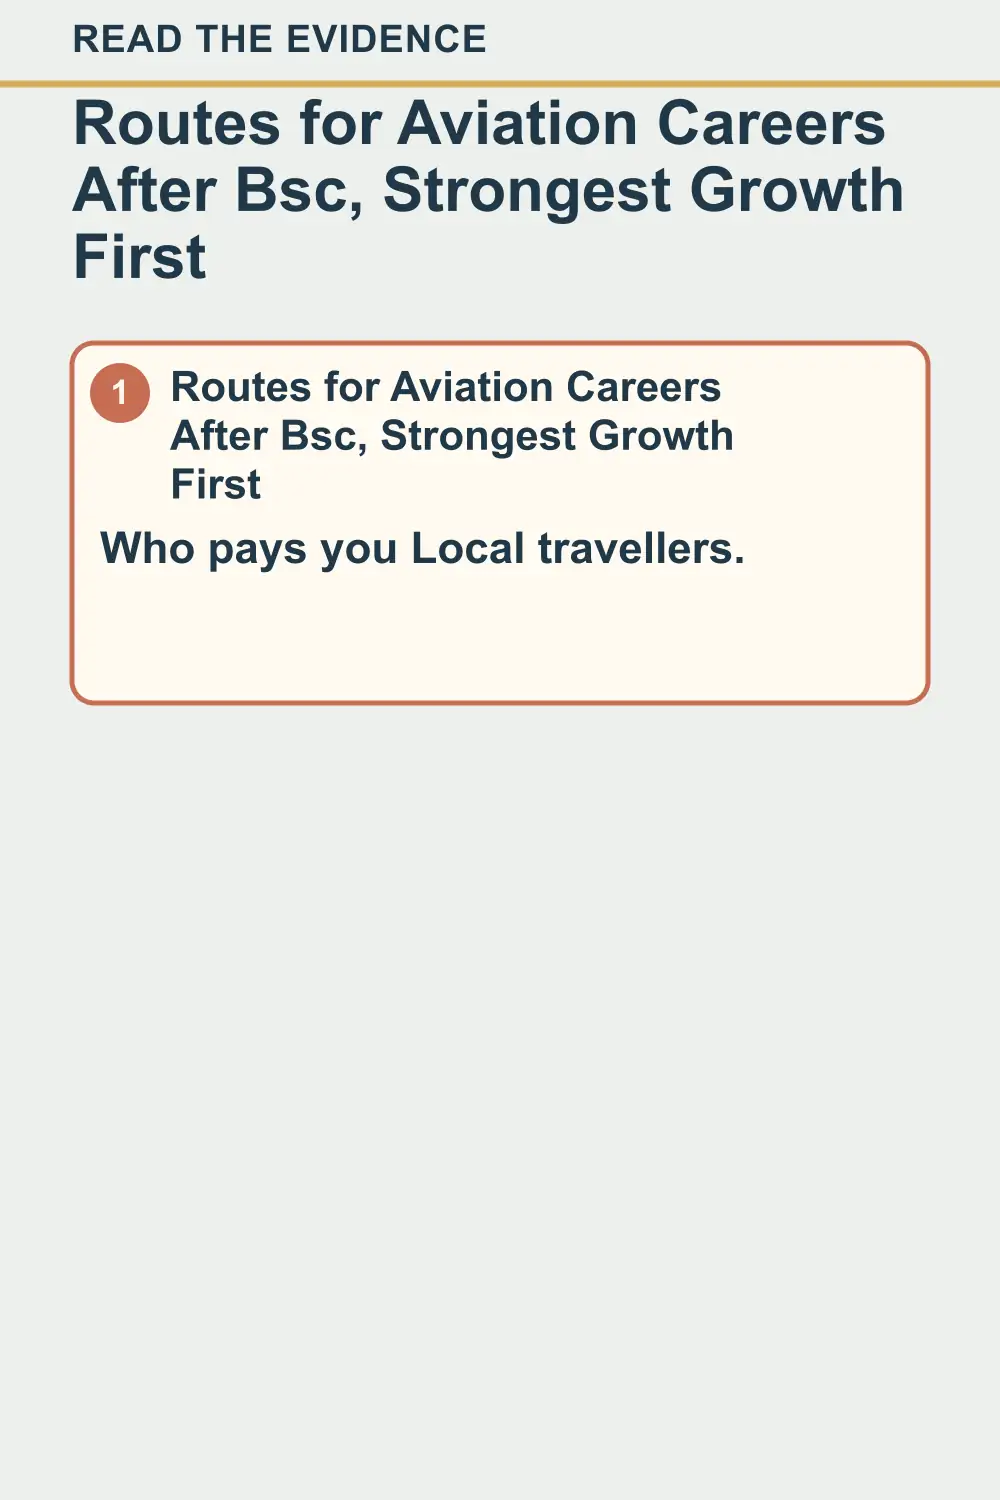 READ THE EVIDENCE
Routes for Aviation Careers
After Bsc, Strongest Growth
First
1
Routes for Aviation Careers
After Bsc, Strongest Growth
First
Who pays you Local travellers.